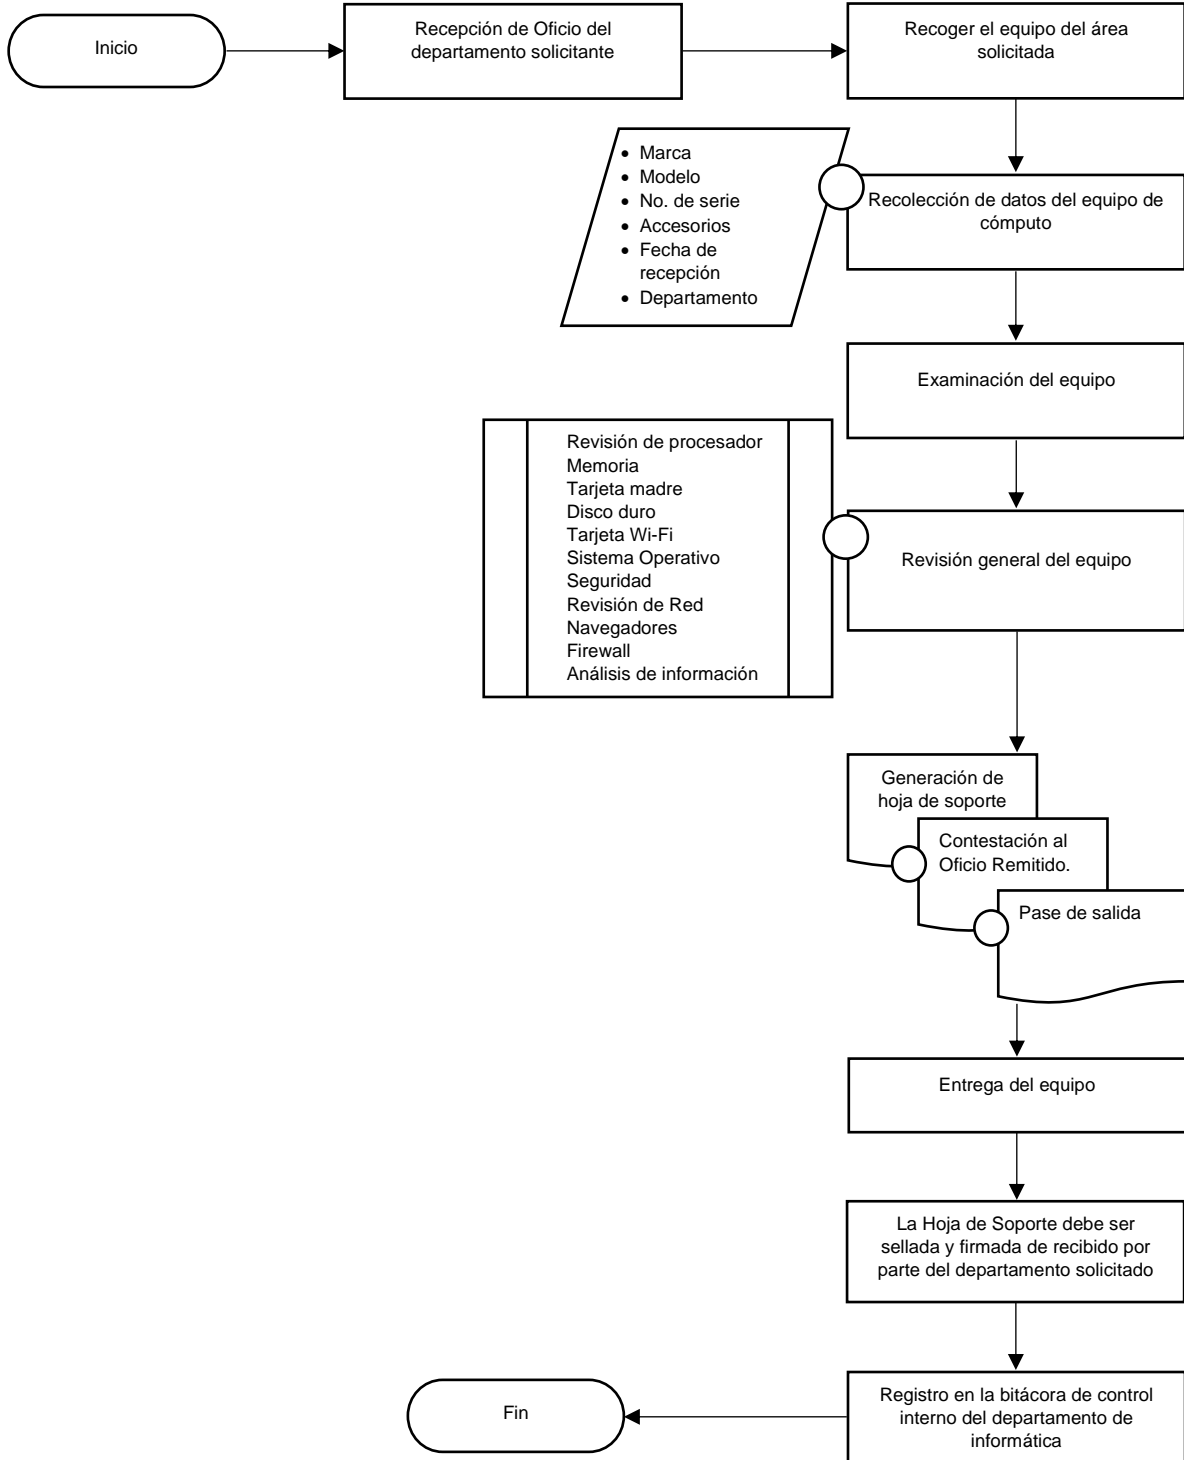 Inicio
Recepción de Oficio del
departamento solicitante
Recoger el equipo del área
solicitada
• Marca
• Modelo
• No. de serie
• Accesorios
• Fecha de
recepción
• Departamento
Recolección de datos del equipo de
cómputo
Examinación del equipo
Revisión de procesador
Memoria
Tarjeta madre
Disco duro
Tarjeta Wi-Fi
Sistema Operativo
Seguridad
Revisión de Red
Navegadores
Firewall
Análisis de información
Revisión general del equipo
Generación de
hoja de soporte
Contestación al
Oficio Remitido.
Pase de salida
Entrega del equipo
La Hoja de Soporte debe ser
sellada y firmada de recibido por
parte del departamento solicitado
Registro en la bitácora de control
interno del departamento de
informática
Fin